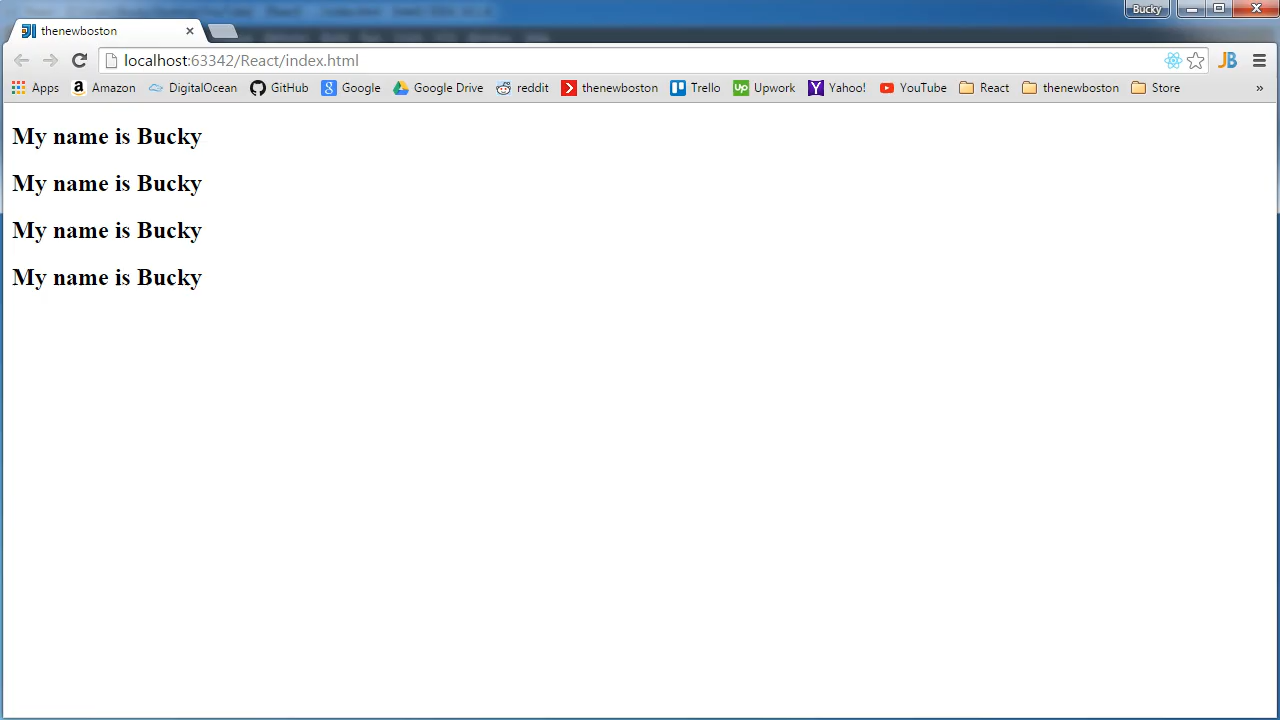 Bucky
thenewboston
localhost:63342/React/index.html
Apps Amazon DigitalOcean GitHub Google Google Drive reddit thenewboston Trello Upwork Yahoo! YouTube React thenewboston Store »
My name is Bucky
My name is Bucky
My name is Bucky
My name is Bucky